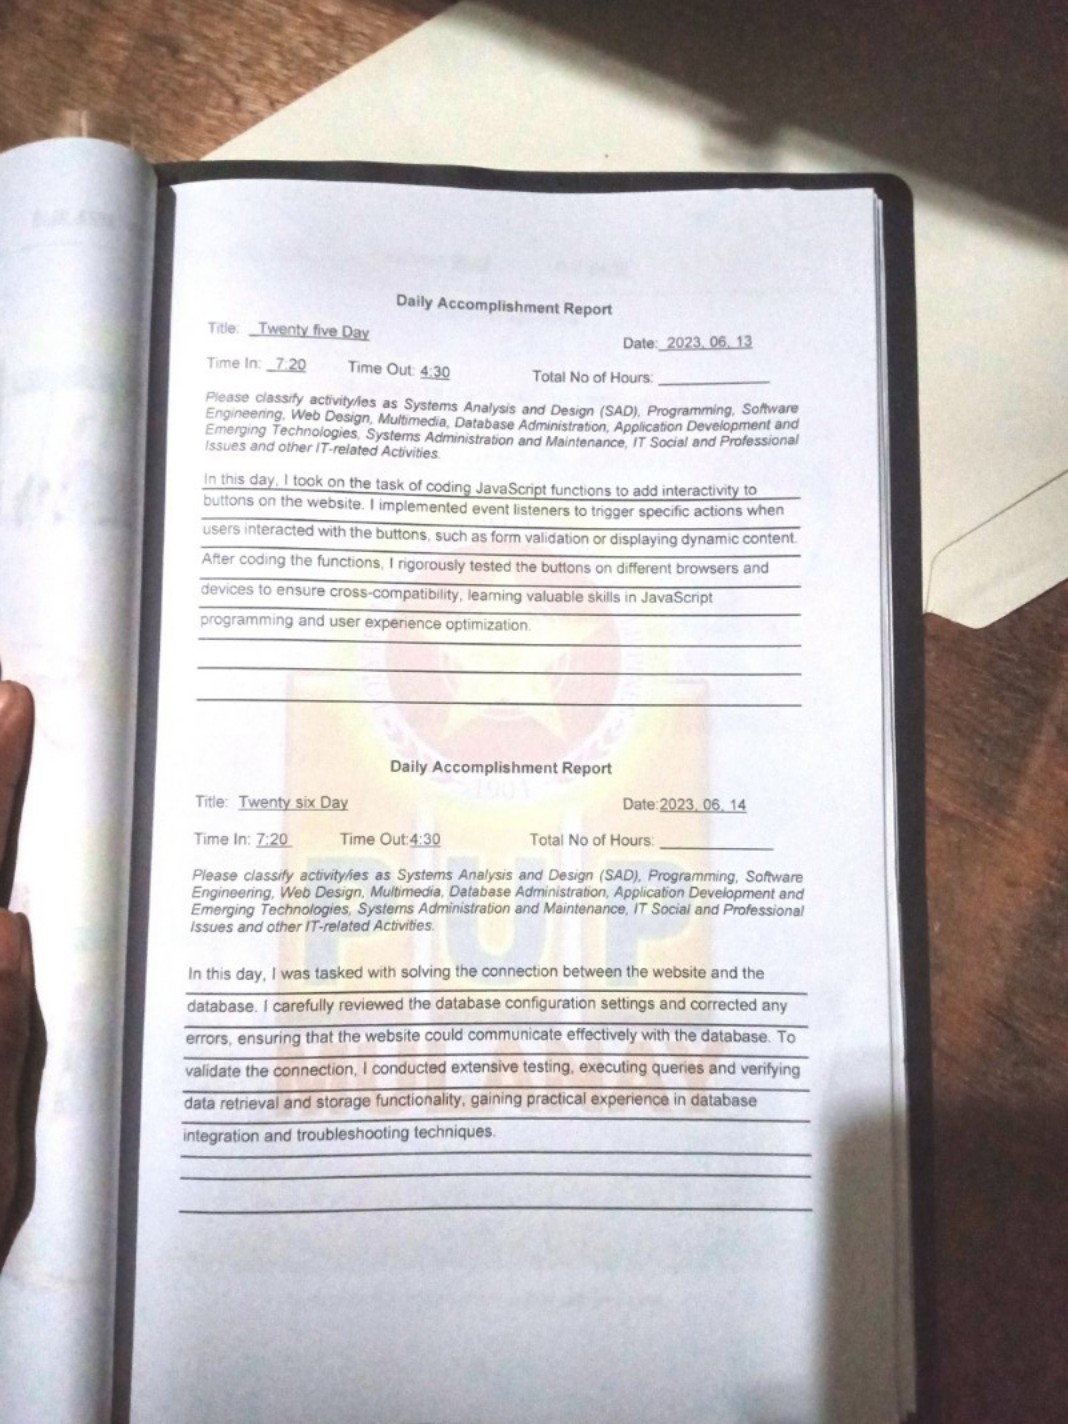 Daily Accomplishment Report
Title: Twenty five Day Date: 2023, 06, 13
Time In: 7:20 Time Out: 4:30 Total No of Hours:
Please classify activity/ies as Systems Analysis and Design (SAD), Programming, Software
Engineering, Web Design, Multimedia, Database Administration, Application Development and
Emerging Technologies, Systems Administration and Maintenance, IT Social and Professional
Issues and other IT-related Activities.
In this day, I took on the task of coding JavaScript functions to add interactivity to
buttons on the website. I implemented event listeners to trigger specific actions when
users interacted with the buttons, such as form validation or displaying dynamic content.
After coding the functions, I rigorously tested the buttons on different browsers and
devices to ensure cross-compatibility, learning valuable skills in JavaScript
programming and user experience optimization.
Daily Accomplishment Report
Title: Twenty six Day Date:2023, 06, 14
Time In: 7:20 Time Out:4:30 Total No of Hours:
Please classify activity/ies as Systems Analysis and Design (SAD), Programming, Software
Engineering, Web Design, Multimedia, Database Administration, Application Development and
Emerging Technologies, Systems Administration and Maintenance, IT Social and Professional
Issues and other IT-related Activities.
PUP
In this day, I was tasked with solving the connection between the website and the
database. I carefully reviewed the database configuration settings and corrected any
errors, ensuring that the website could communicate effectively with the database. To
MULANAY
validate the connection, I conducted extensive testing, executing queries and verifying
data retrieval and storage functionality, gaining practical experience in database
integration and troubleshooting techniques.